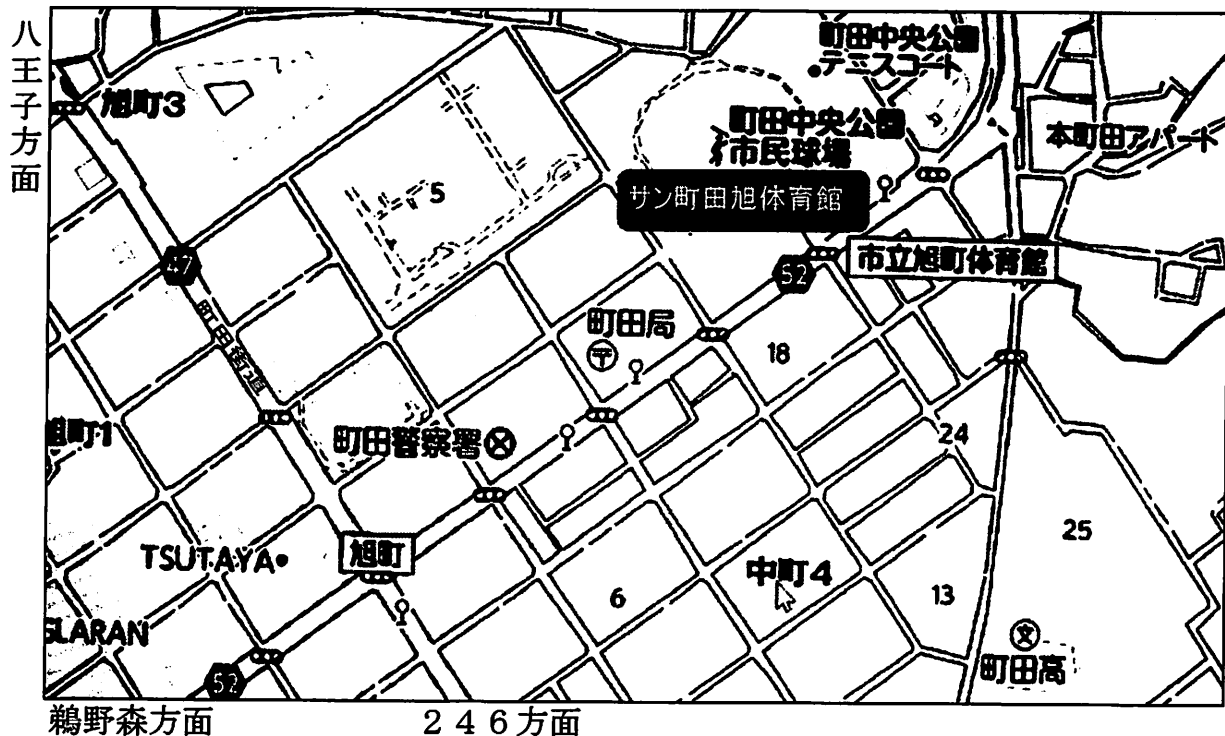 八王子方面
町田中央公園
テニスコート
旭町3
町田中央公園
市民球場
本町田アパート
5
サン町田旭体育館
47
市立旭町体育館
52
町田街道
町田局
18
旭町1
町田警察署
24
25
旭町
TSUTAYA
中町4
6
13
SLARAN
町田高
52
鵜野森方面
246方面